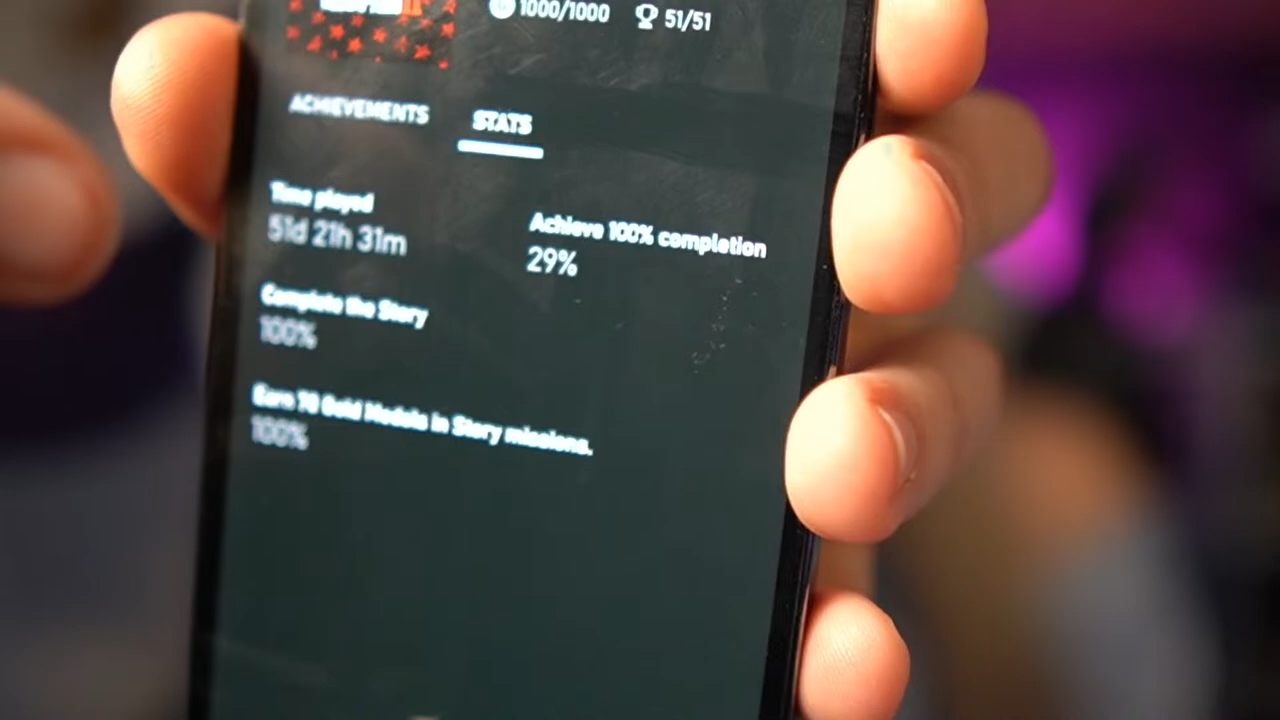 1000/1000 51/51
ACHIEVEMENTS STATS
Time played
51d 21h 31m
Achieve 100% completion
29%
Complete the Story
100%
Earn 70 Gold Medals in Story missions.
100%